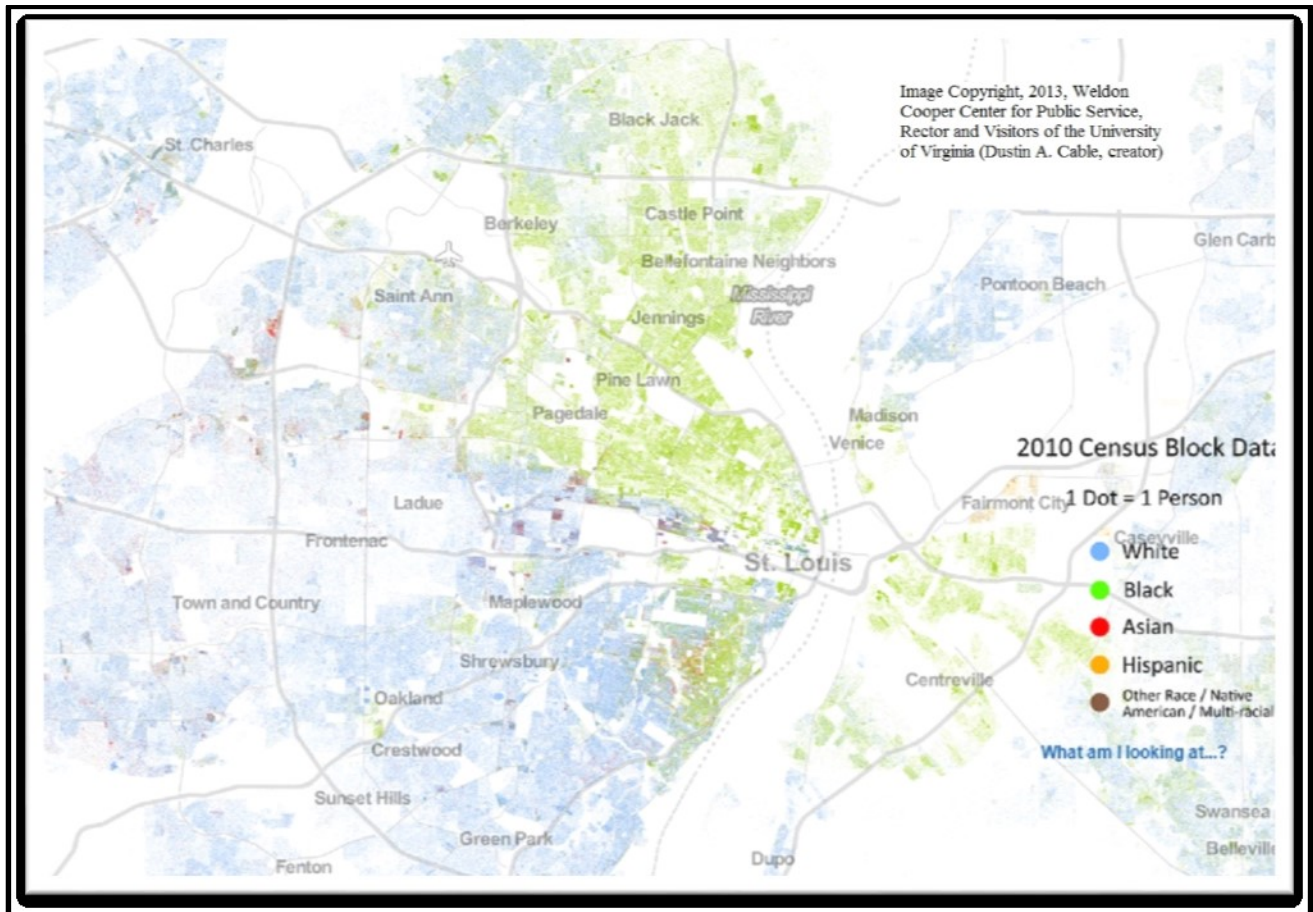 Image Copyright, 2013, Weldon
Cooper Center for Public Service,
Rector and Visitors of the University
of Virginia (Dustin A. Cable, creator)
Black Jack
St. Charles
Berkeley
Castle Point
Glen Carb
Bellefontaine Neighbors
Pontoon Beach
Saint Ann
Mississippi
River
Jennings
Pine Lawn
Pagedale
Madison
Venice
2010 Census Block Data
Ladue
Fairmont City
1 Dot = 1 Person
Frontenac
Caseyville
St. Louis
White
Town and Country
Maplewood
Black
Asian
Shrewsbury
Hispanic
Centreville
Oakland
Other Race / Native
American / Multi-racial
Crestwood
What am I looking at...?
Sunset Hills
Swansea
Green Park
Bellevill
Dupo
Fenton